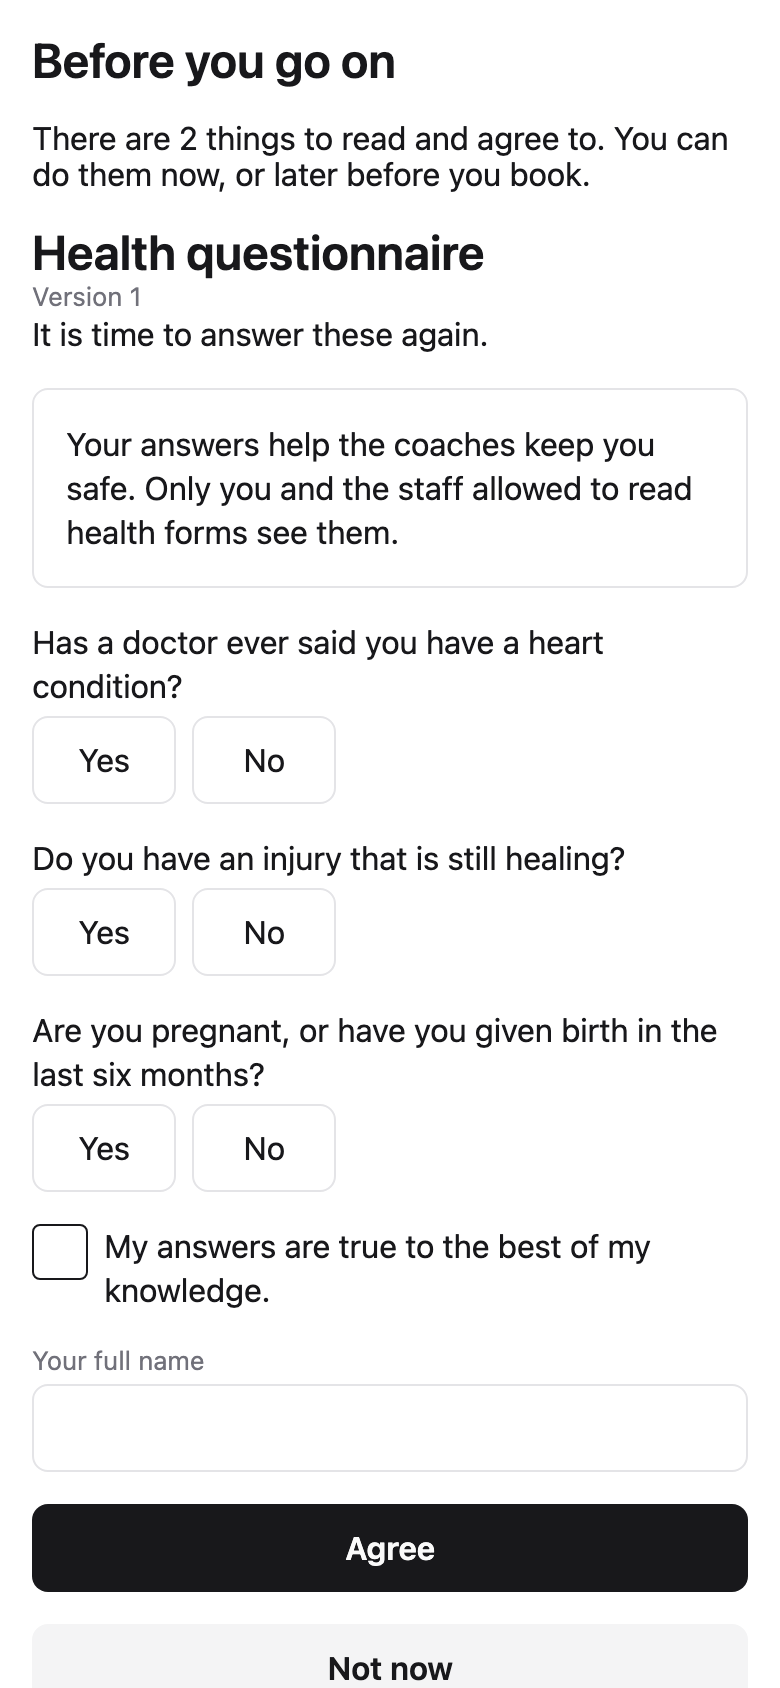 Before you go on
There are 2 things to read and agree to. You can
do them now, or later before you book.
Health questionnaire
Version 1
It is time to answer these again.
Your answers help the coaches keep you
safe. Only you and the staff allowed to read
health forms see them.
Has a doctor ever said you have a heart
condition?
Yes No
Do you have an injury that is still healing?
Yes No
Are you pregnant, or have you given birth in the
last six months?
Yes No
My answers are true to the best of my
knowledge.
Your full name
Agree
Not now